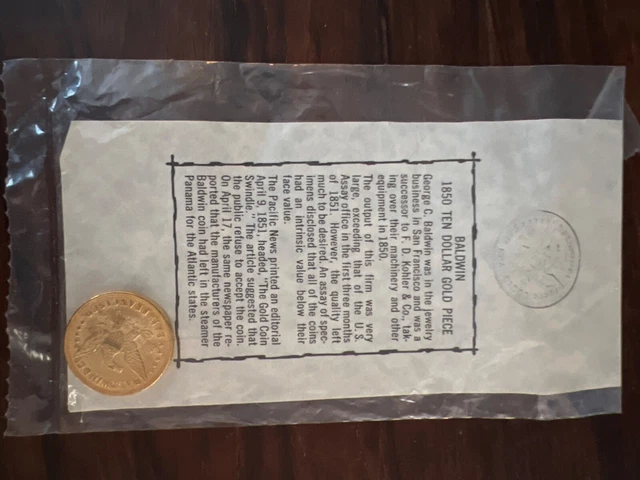 BALDWIN
1850 TEN DOLLAR GOLD PIECE
George C. Baldwin was in the jewelry
business in San Francisco and was a
successor to F. D. Kohler & Co., tak-
ing over their machinery and other
equipment in 1850.
The output of this firm was very
large, exceeding that of the U. S.
Assay office in the first three months
of 1851. However, the quality left
much to be desired. An assay of spec-
imens disclosed that all of the coins
had an intrinsic value below their
face value.
The Pacific News printed an editorial
April 9, 1851, headed, "The Gold Coin
Swindle." The article suggested that
the public refuse to accept the coin.
On April 17, the same newspaper re-
ported that the manufacturers of the
Baldwin coin had left in the steamer
Panama for the Atlantic states.